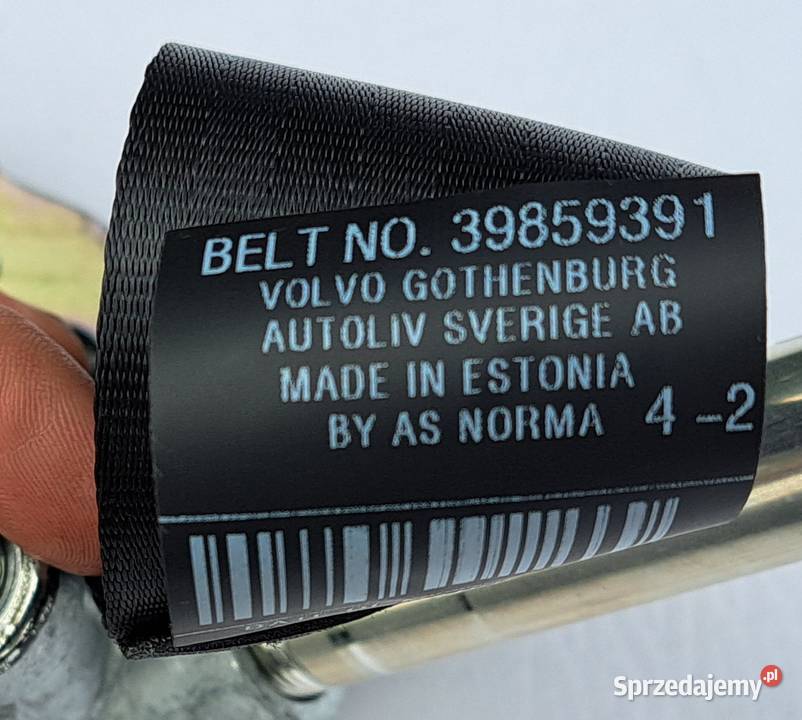 BELT NO. 39859391
VOLVO GOTHENBURG
AUTOLIV SVERIGE AB
MADE IN ESTONIA
BY AS NORMA 4-2
Sprzedajemy.pl